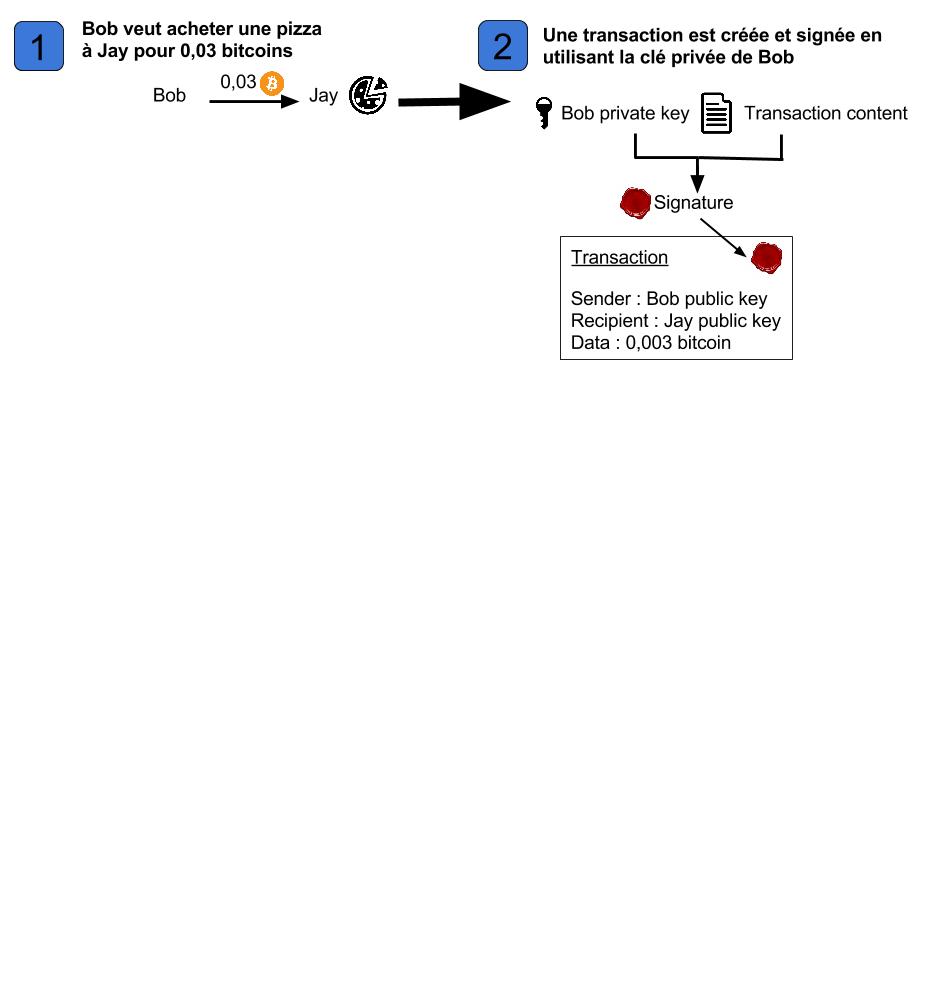 1
Bob veut acheter une pizza
à Jay pour 0,03 bitcoins
0,03
Bob
Jay
2
Une transaction est créée et signée en
utilisant la clé privée de Bob
Bob private key
Transaction content
Signature
Transaction
Sender : Bob public key
Recipient : Jay public key
Data : 0,003 bitcoin